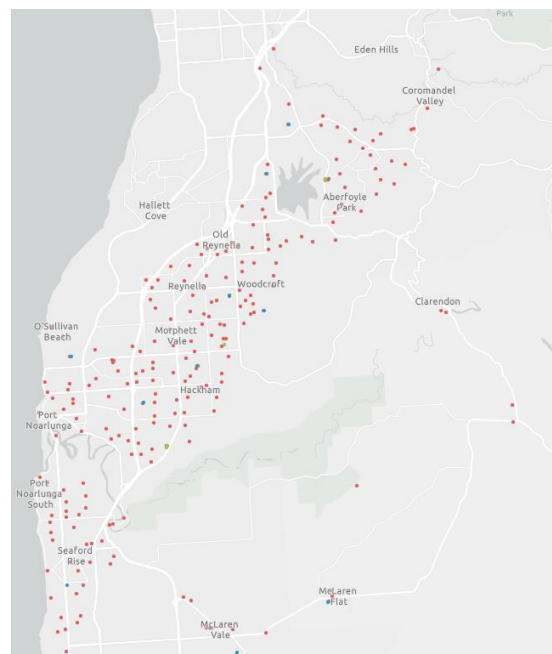 Park
Eden Hills
Coromandel
Valley
Aberfoyle
Park
Hallett
Cove
Old
Reynella
Reynella
Woodcroft
Clarendon
O'Sullivan
Beach
Morphett
Vale
Hackham
Port
Noarlunga
Port
Noarlunga
South
Seaford
Rise
McLaren
Flat
McLaren
Vale